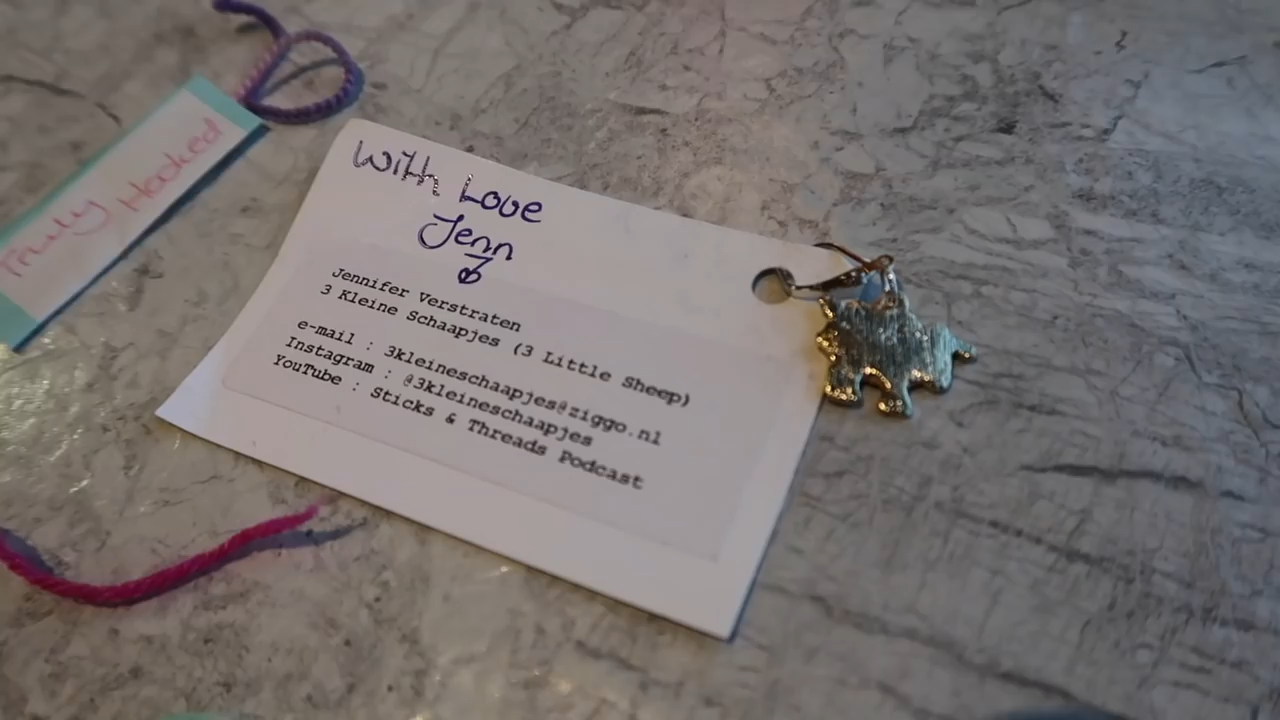 Truly Hooked
With Love
Jenn
Jennifer Verstraten
3 Kleine Schaapjes (3 Little Sheep)
e-mail : 3kleineschaapjes@ziggo.nl
Instagram : @3kleineschaapjes
YouTube : Sticks & Threads Podcast